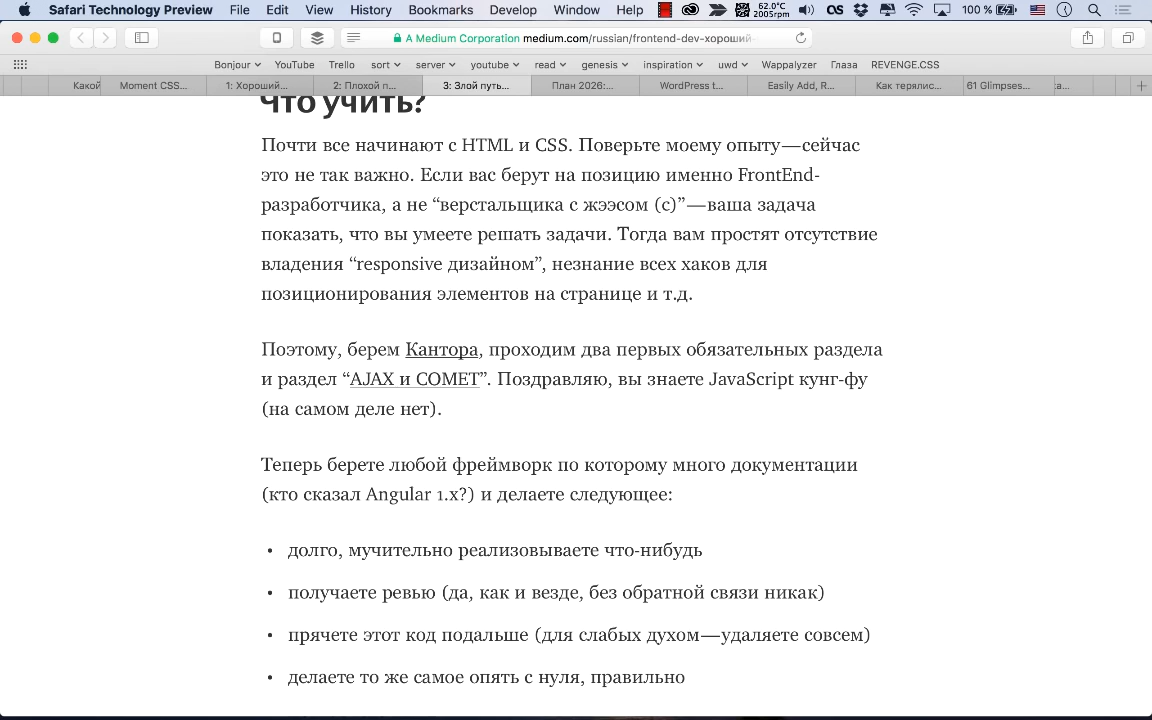 Safari Technology Preview File Edit View History Bookmarks Develop Window Help 62.0°C 2005rpm 100 %
A Medium Corporation medium.com/russian/frontend-dev-хороший-
Bonjour YouTube Trello sort server youtube read genesis inspiration uwd Wappalyzer Глаза REVENGE.CSS
Какой Moment CSS... 1: Хороший... 2: Плохой п... 3: Злой путь... План 2026:... WordPress t... Easily Add, R... Как терялис... 61 Glimpses...
Что учить?
Почти все начинают с HTML и CSS. Поверьте моему опыту—сейчас
это не так важно. Если вас берут на позицию именно FrontEnd-
разработчика, а не “верстальщика с жээсом (с)”—ваша задача
показать, что вы умеете решать задачи. Тогда вам простят отсутствие
владения “responsive дизайном”, незнание всех хаков для
позиционирования элементов на странице и т.д.
Поэтому, берем Кантора, проходим два первых обязательных раздела
и раздел “AJAX и COMET”. Поздравляю, вы знаете JavaScript кунг-фу
(на самом деле нет).
Теперь берете любой фреймворк по которому много документации
(кто сказал Angular 1.x?) и делаете следующее:
• долго, мучительно реализовываете что-нибудь
• получаете ревью (да, как и везде, без обратной связи никак)
• прячете этот код подальше (для слабых духом—удаляете совсем)
• делаете то же самое опять с нуля, правильно